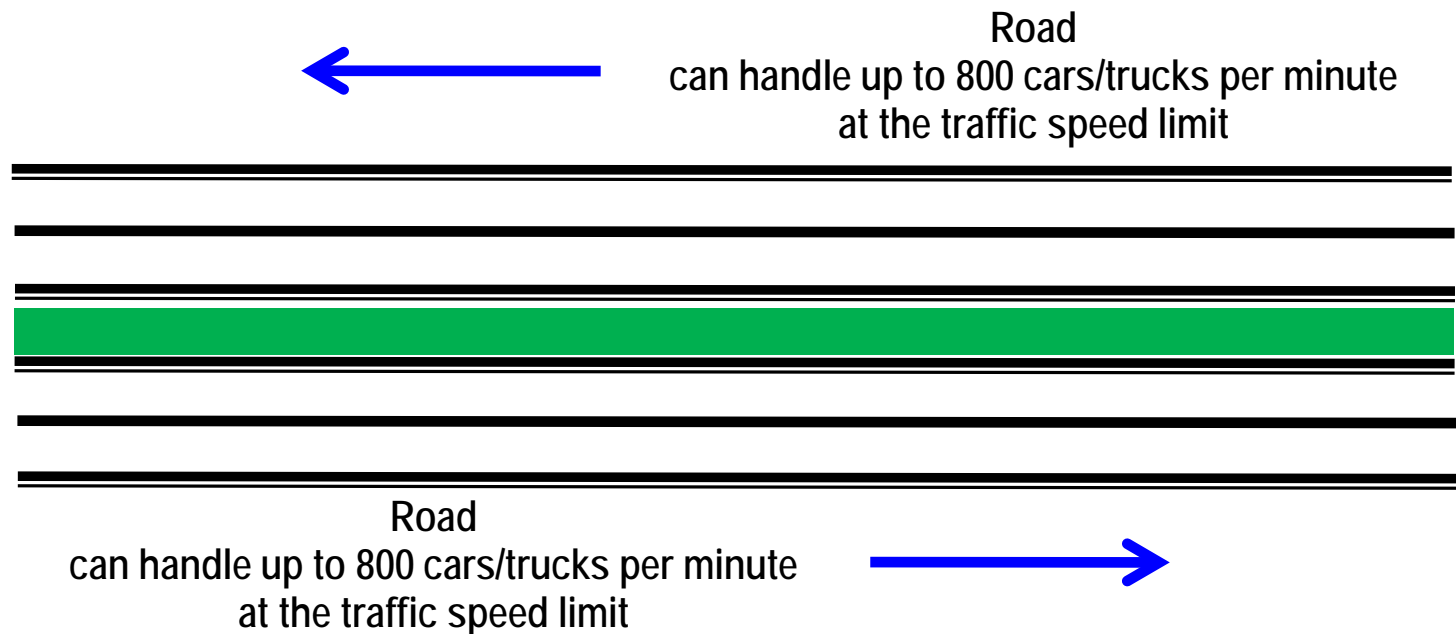 Road
can handle up to 800 cars/trucks per minute
at the traffic speed limit
Road
can handle up to 800 cars/trucks per minute
at the traffic speed limit